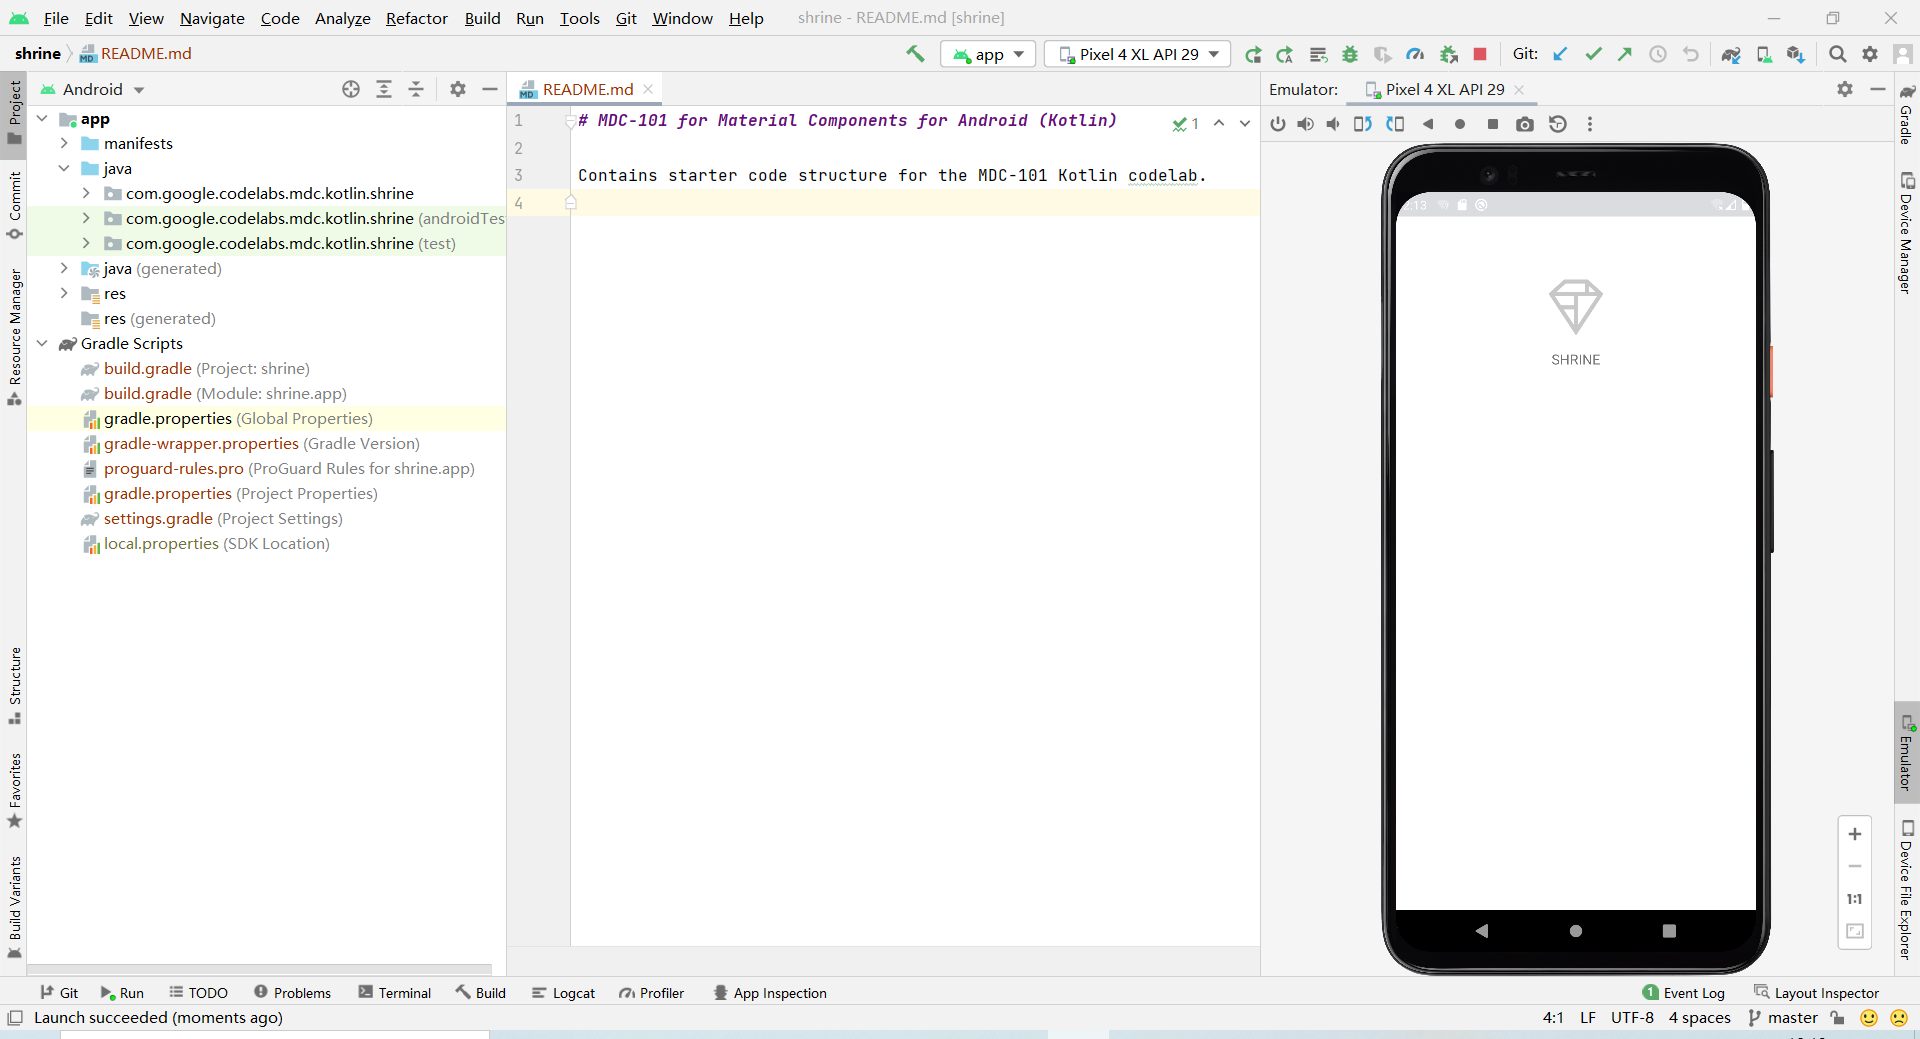 File Edit View Navigate Code Analyze Refactor Build Run Tools Git Window Help shrine - README.md [shrine]
shrine README.md app Pixel 4 XL API 29 Git:
Android
README.md
Emulator: Pixel 4 XL API 29
Project
Commit
Resource Manager
Structure
Favorites
Build Variants
app
manifests
java
com.google.codelabs.mdc.kotlin.shrine
com.google.codelabs.mdc.kotlin.shrine (androidTes
com.google.codelabs.mdc.kotlin.shrine (test)
java (generated)
res
res (generated)
Gradle Scripts
build.gradle (Project: shrine)
build.gradle (Module: shrine.app)
gradle.properties (Global Properties)
gradle-wrapper.properties (Gradle Version)
proguard-rules.pro (ProGuard Rules for shrine.app)
gradle.properties (Project Properties)
settings.gradle (Project Settings)
local.properties (SDK Location)
1 # MDC-101 for Material Components for Android (Kotlin) 1
2
3 Contains starter code structure for the MDC-101 Kotlin codelab.
4
SHRINE
1:1
Gradle
Device Manager
Emulator
Device File Explorer
Git Run TODO Problems Terminal Build Logcat Profiler App Inspection 1 Event Log Layout Inspector
Launch succeeded (moments ago) 4:1 LF UTF-8 4 spaces master